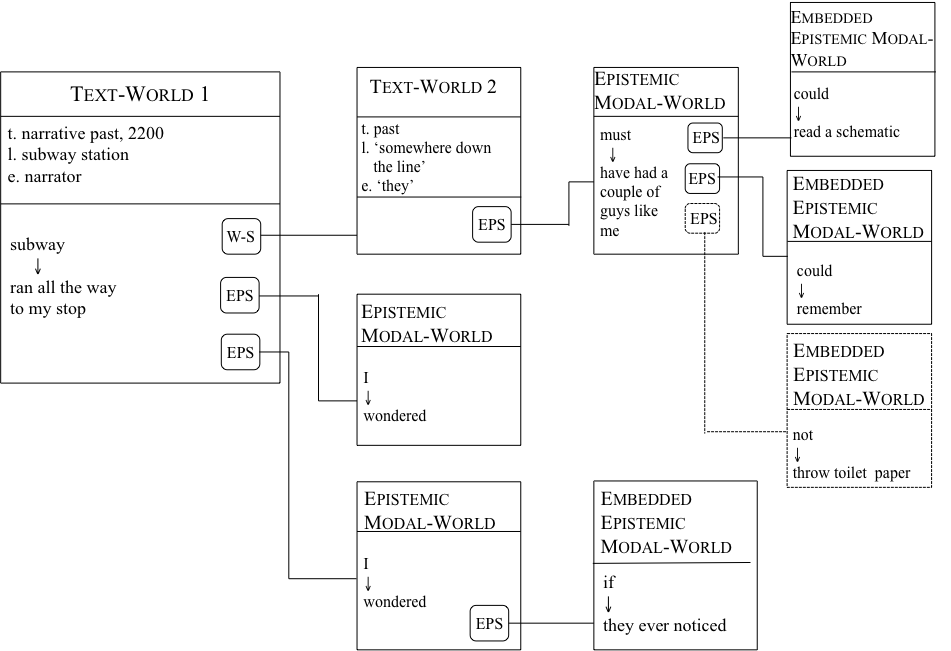 TEXT-WORLD 1
t. narrative past, 2200
l. subway station
e. narrator
subway
↓
ran all the way
to my stop
W-S
EPS
EPS
TEXT-WORLD 2
t. past
l. ‘somewhere down
the line’
e. ‘they’
EPS
EPISTEMIC
MODAL-WORLD
must
↓
have had a
couple of
guys like
me
EPS
EPS
EPS
EMBEDDED
EPISTEMIC MODAL-
WORLD
could
↓
read a schematic
EMBEDDED
EPISTEMIC
MODAL-WORLD
could
↓
remember
EMBEDDED
EPISTEMIC
MODAL-WORLD
not
↓
throw toilet paper
EPISTEMIC
MODAL-WORLD
I
↓
wondered
EPISTEMIC
MODAL-WORLD
I
↓
wondered
EPS
EMBEDDED
EPISTEMIC
MODAL-WORLD
if
↓
they ever noticed